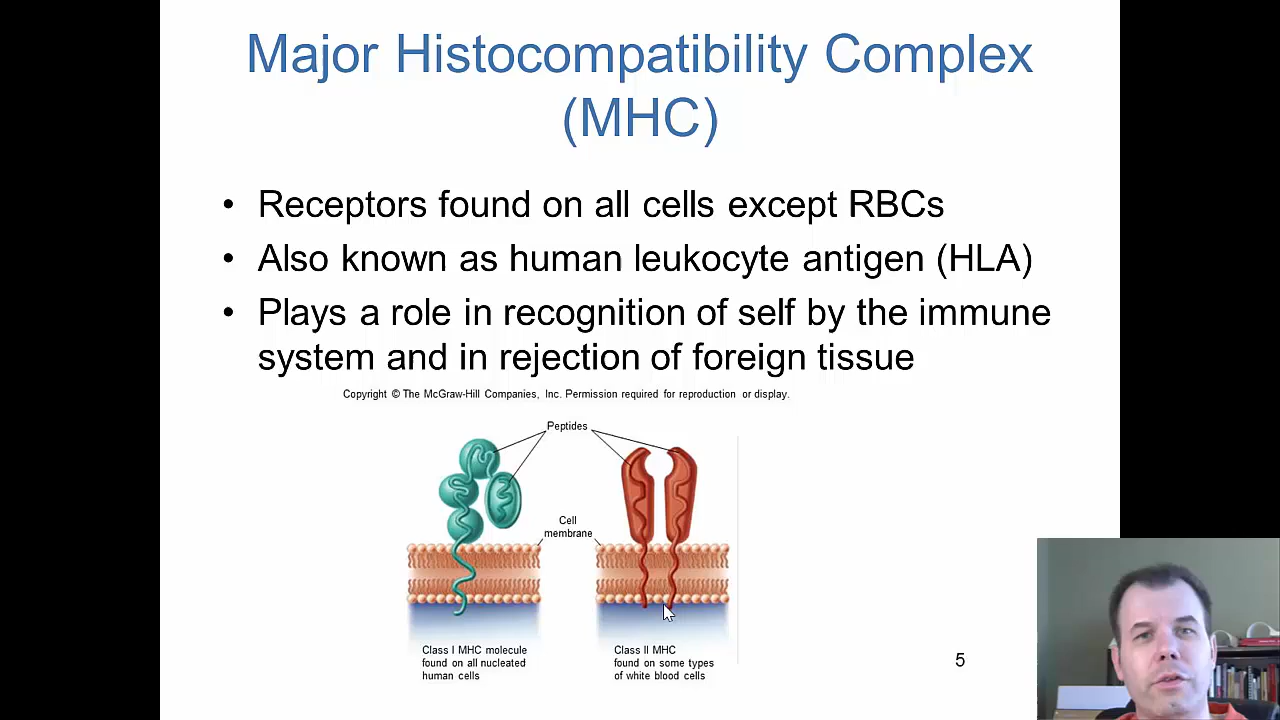 Major Histocompatibility Complex
(MHC)
• Receptors found on all cells except RBCs
• Also known as human leukocyte antigen (HLA)
• Plays a role in recognition of self by the immune
system and in rejection of foreign tissue
Copyright © The McGraw-Hill Companies, Inc. Permission required for reproduction or display.
Peptides
Cell
membrane
Class I MHC molecule
found on all nucleated
human cells
Class II MHC
found on some types
of white blood cells
5